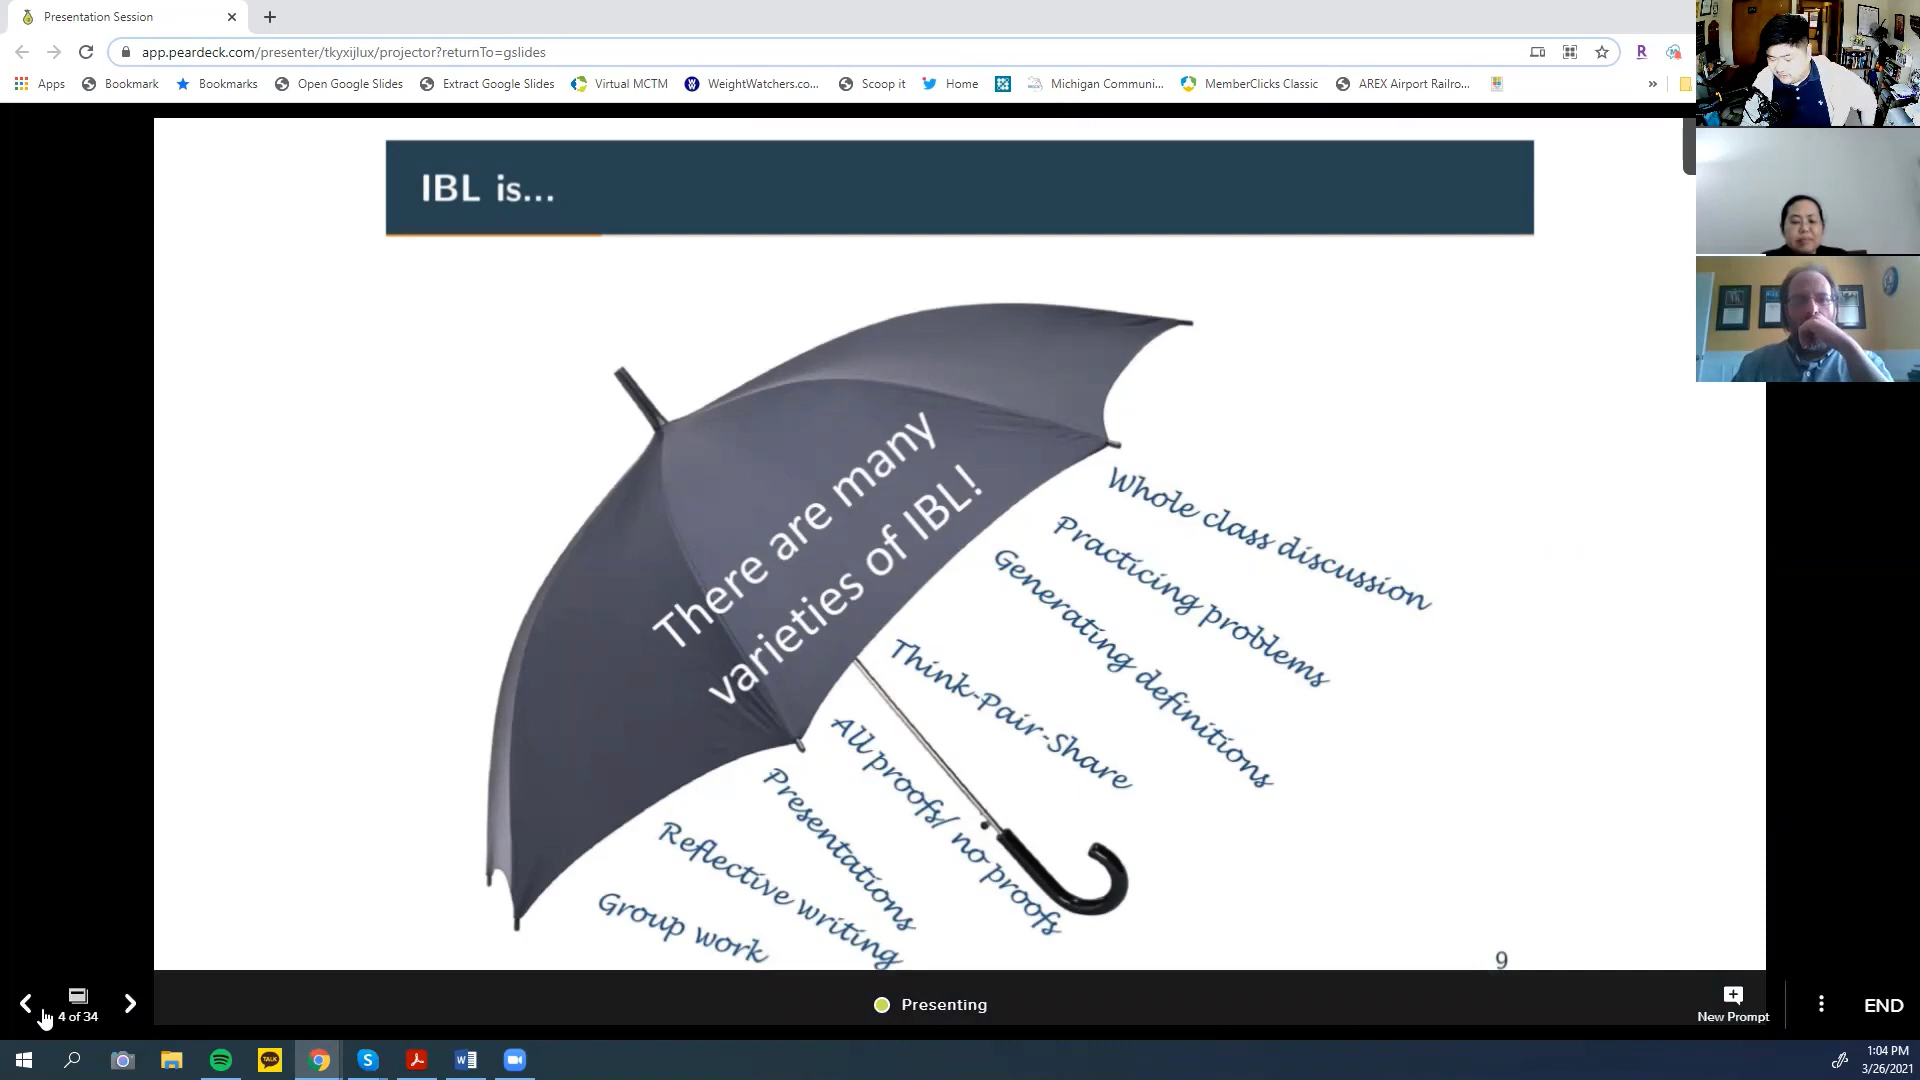 Presentation Session
app.peardeck.com/presenter/tkyxijlux/projector?returnTo=gslides
Apps
Bookmark
Bookmarks
Open Google Slides
Extract Google Slides
Virtual MCTM
WeightWatchers.co...
Scoop it
Home
Michigan Communi...
MemberClicks Classic
AREX Airport Railro...
IBL is...
There are many
varieties of IBL!
Whole class discussion
Practicing problems
Generating definitions
Think-Pair-Share
All proofs/ no proofs
Presentations
Reflective writing
Group work
9
4 of 34
Presenting
New Prompt
END
TALK
1:04 PM
3/26/2021